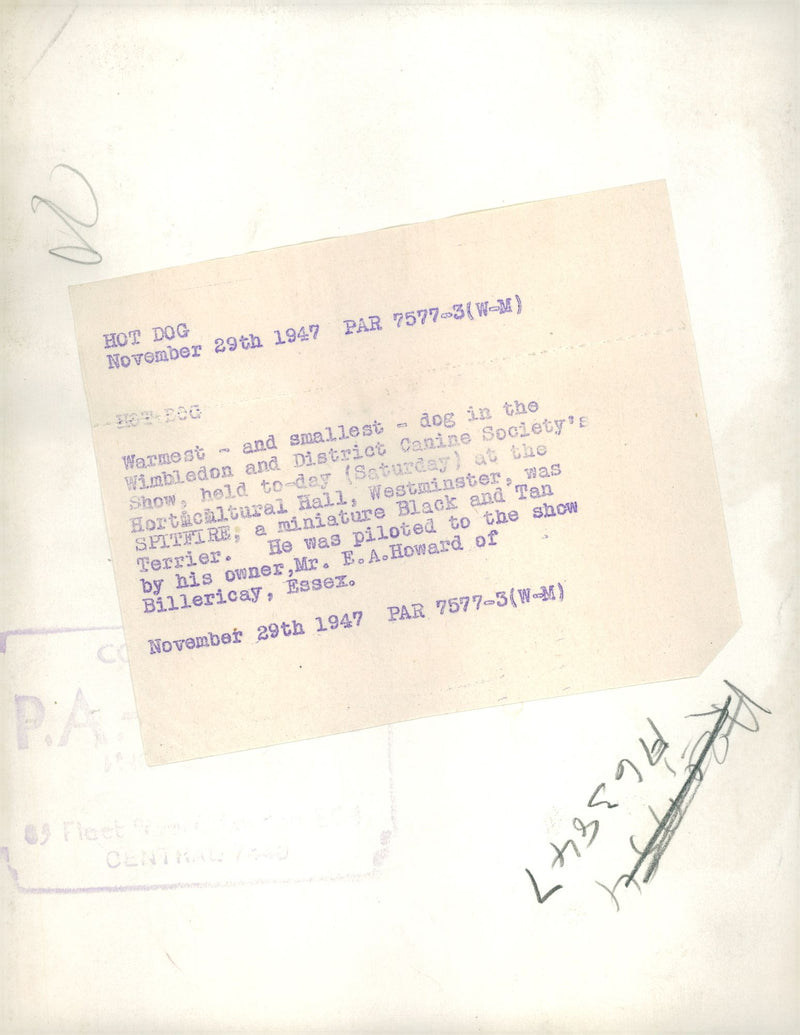 HOT DOG
November 29th 1947 PAR 7577-3(W-M)
HOT DOG
Warmest - and smallest - dog in the
Wimbledon and District Canine Society's
Show, held to-day (Saturday) at the
Horticultural Hall, Westminster, was
SPITFIRE; a miniature Black and Tan
Terrier. He was piloted to the show
by his owner,Mr. E.A.Howard of
Billericay, Essex.
November 29th 1947 PAR 7577-3(W-M)
P.A.
89 Fleet
CENTRAL